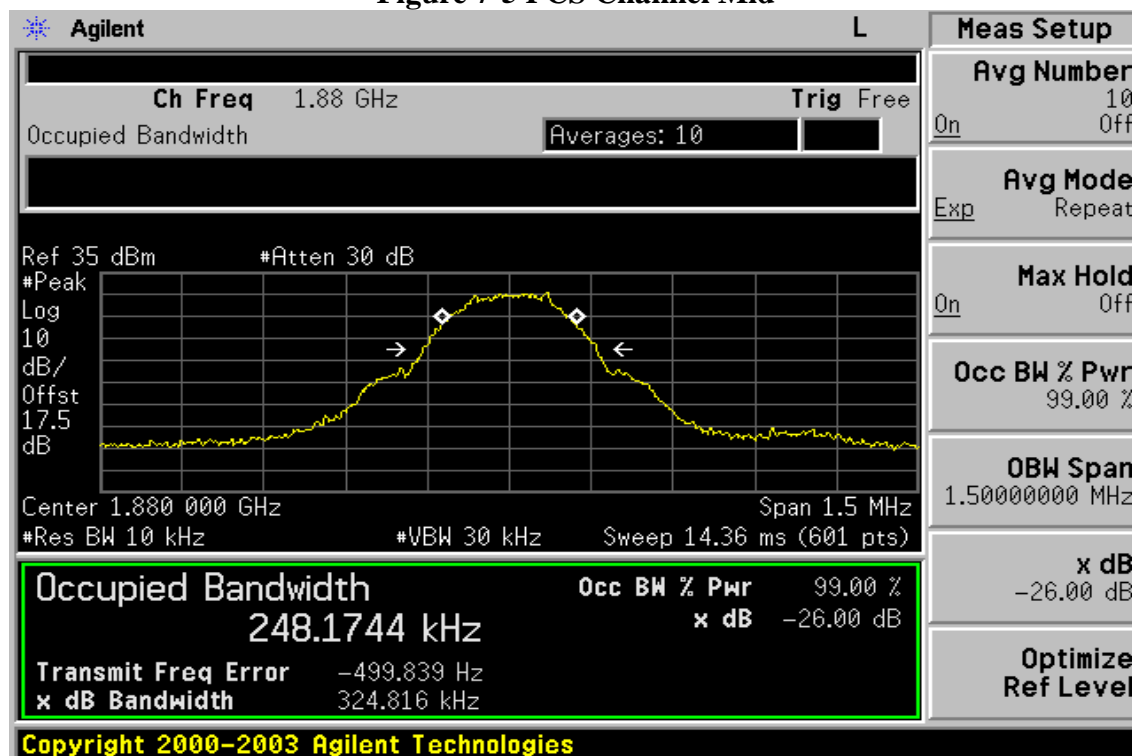 Agilent L
Meas Setup
Ch Freq 1.88 GHz Trig Free
Occupied Bandwidth Averages: 10
Avg Number
10
On Off
Avg Mode
Exp Repeat
Max Hold
On Off
Occ BW % Pwr
99.00 %
OBW Span
1.50000000 MHz
x dB
-26.00 dB
Optimize
Ref Level
Ref 35 dBm #Atten 30 dB
#Peak
Log
10
dB/
Offst
17.5
dB
Center 1.880 000 GHz Span 1.5 MHz
#Res BW 10 kHz #VBW 30 kHz Sweep 14.36 ms (601 pts)
Occupied Bandwidth Occ BW % Pwr 99.00 %
248.1744 kHz x dB -26.00 dB
Transmit Freq Error -499.839 Hz
x dB Bandwidth 324.816 kHz
Copyright 2000-2003 Agilent Technologies